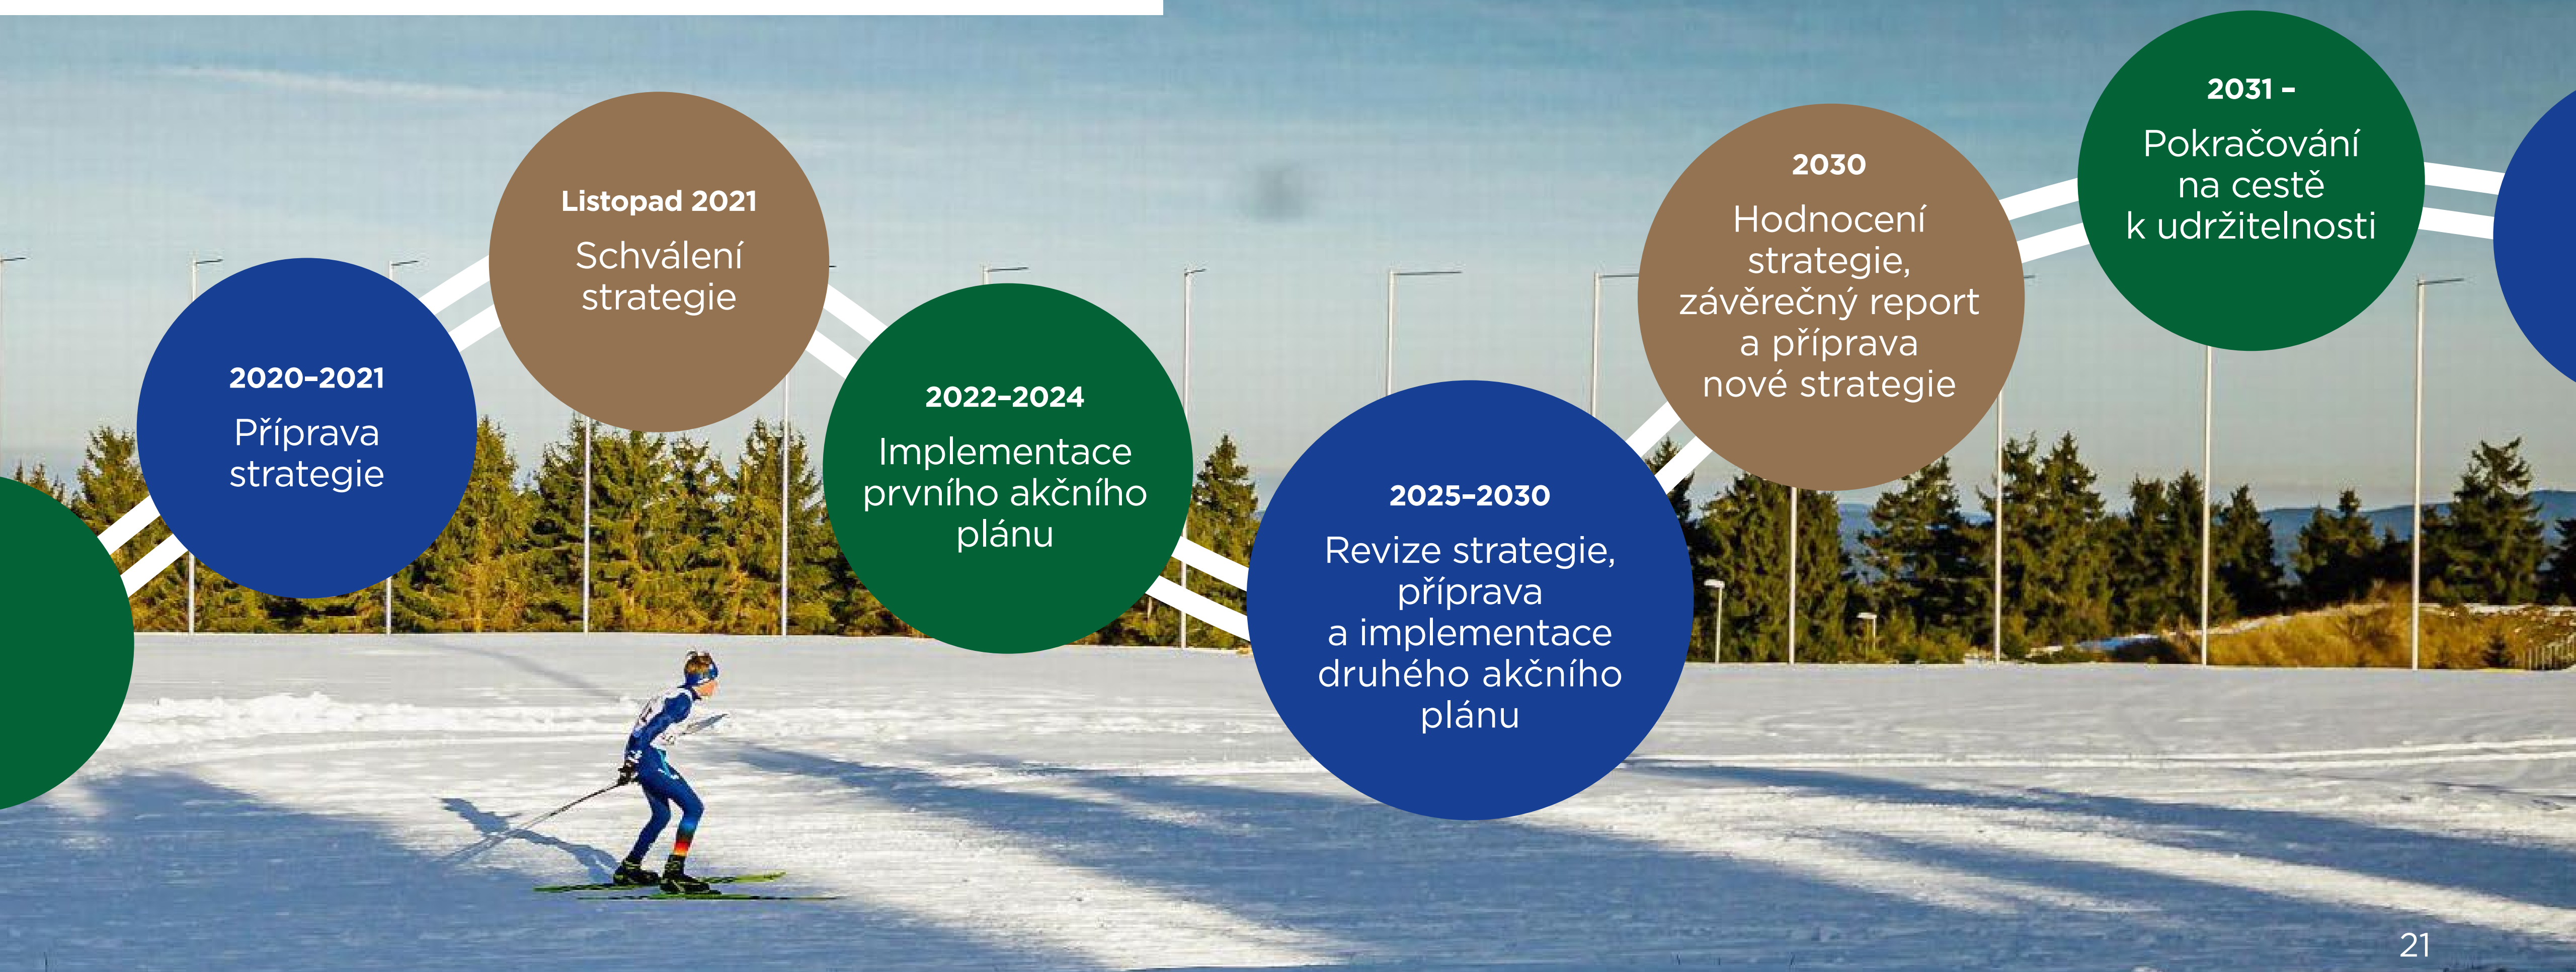 2020–2021
Příprava
strategie
Listopad 2021
Schválení
strategie
2022–2024
Implementace
prvního akčního
plánu
2025–2030
Revize strategie,
příprava
a implementace
druhého akčního
plánu
2030
Hodnocení
strategie,
závěrečný report
a příprava
nové strategie
2031 –
Pokračování
na cestě
k udržitelnosti
21